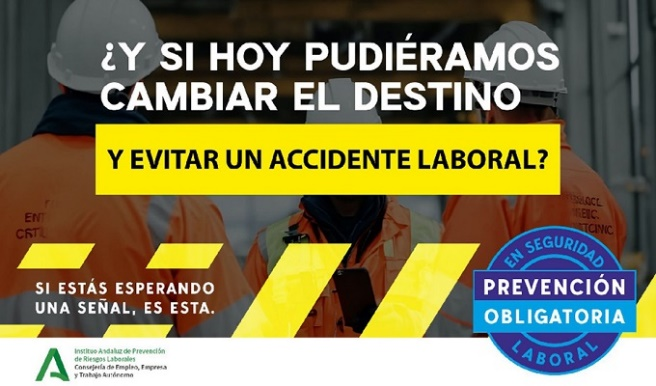 ¿Y SI HOY PUDIÉRAMOS
CAMBIAR EL DESTINO
Y EVITAR UN ACCIDENTE LABORAL?
SI ESTÁS ESPERANDO
UNA SEÑAL, ES ESTA.
EN SEGURIDAD
PREVENCIÓN
OBLIGATORIA
LABORAL
Instituto Andaluz de Prevención
de Riesgos Laborales
Consejería de Empleo, Empresa
y Trabajo Autónomo